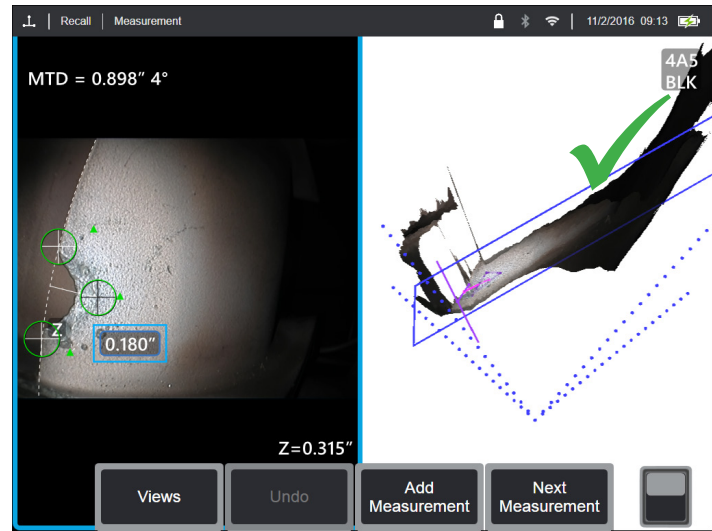 Recall
Measurement
11/2/2016 09:13
MTD = 0.898" 4°
4A5
BLK
Z
0.180"
Z=0.315"
Views
Undo
Add
Measurement
Next
Measurement